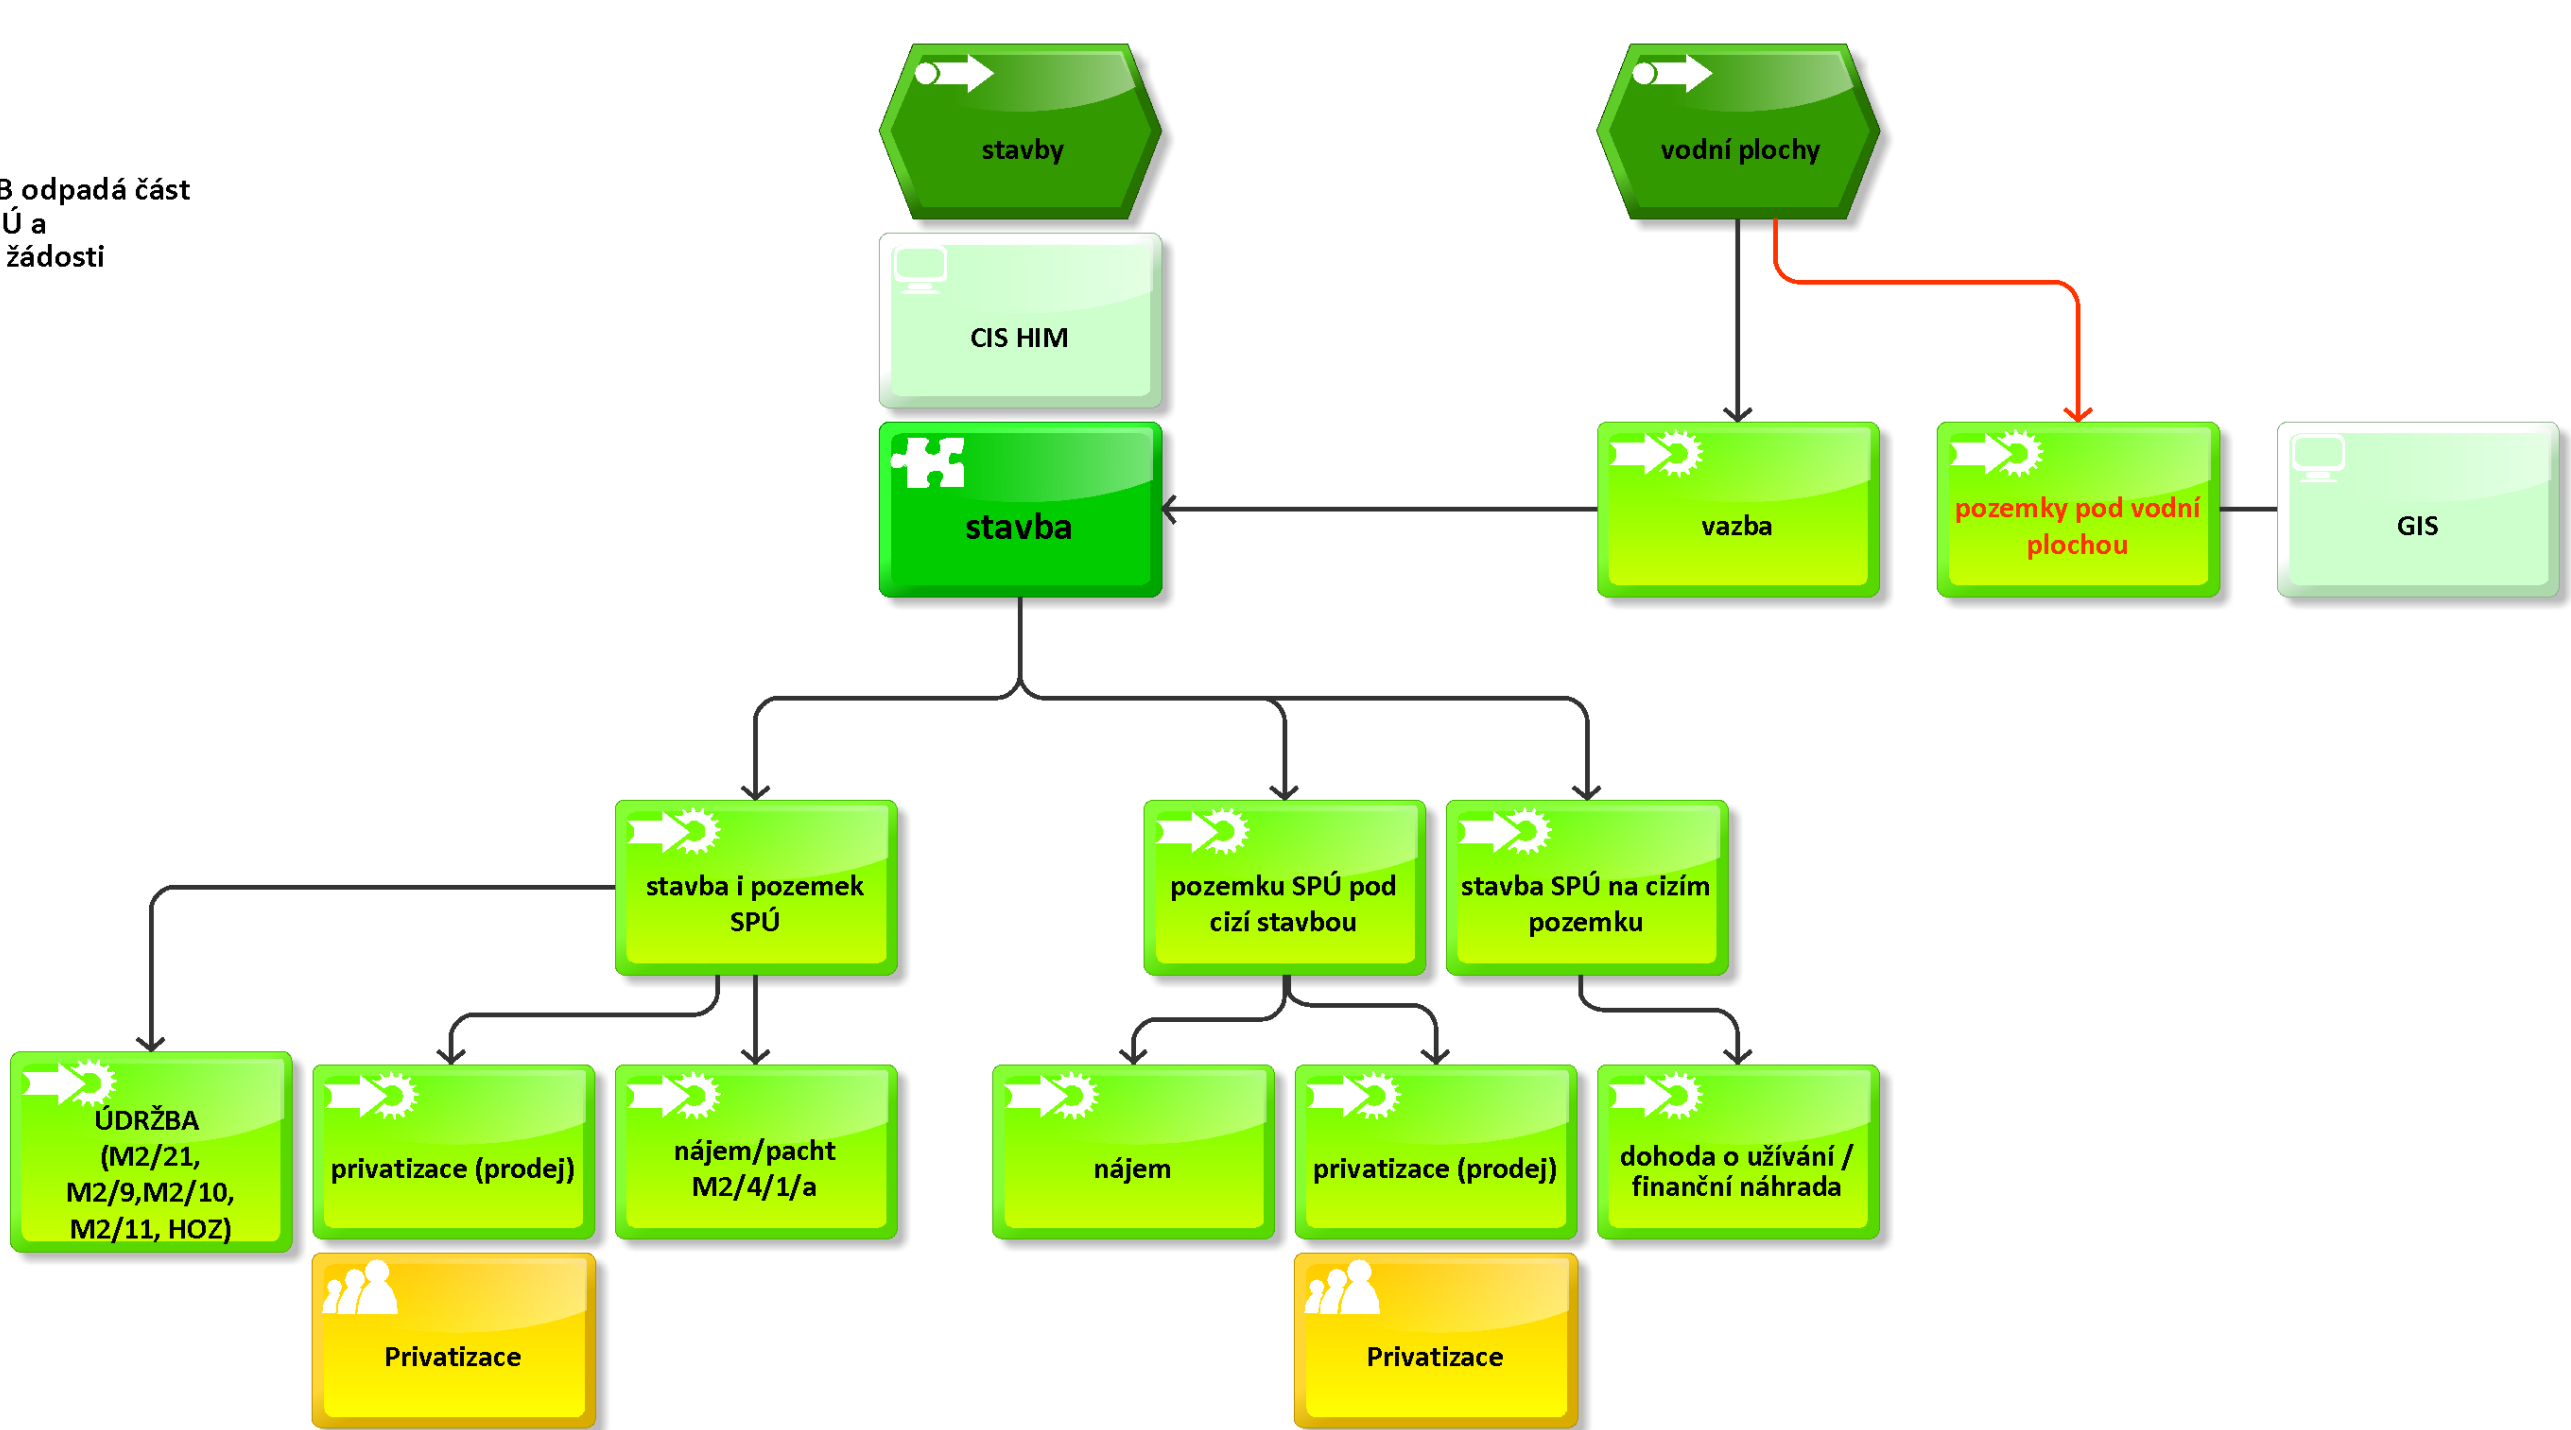 stavby
vodní plochy
B odpadá část
Ú a
žádosti
CIS HIM
stavba
vazba
pozemky pod vodní
plochou
GIS
stavba i pozemek
SPÚ
pozemku SPÚ pod
cizí stavbou
stavba SPÚ na cizím
pozemku
ÚDRŽBA
(M2/21,
M2/9,M2/10,
M2/11, HOZ)
privatizace (prodej)
nájem/pacht
M2/4/1/a
nájem
privatizace (prodej)
dohoda o užívání /
finanční náhrada
Privatizace
Privatizace